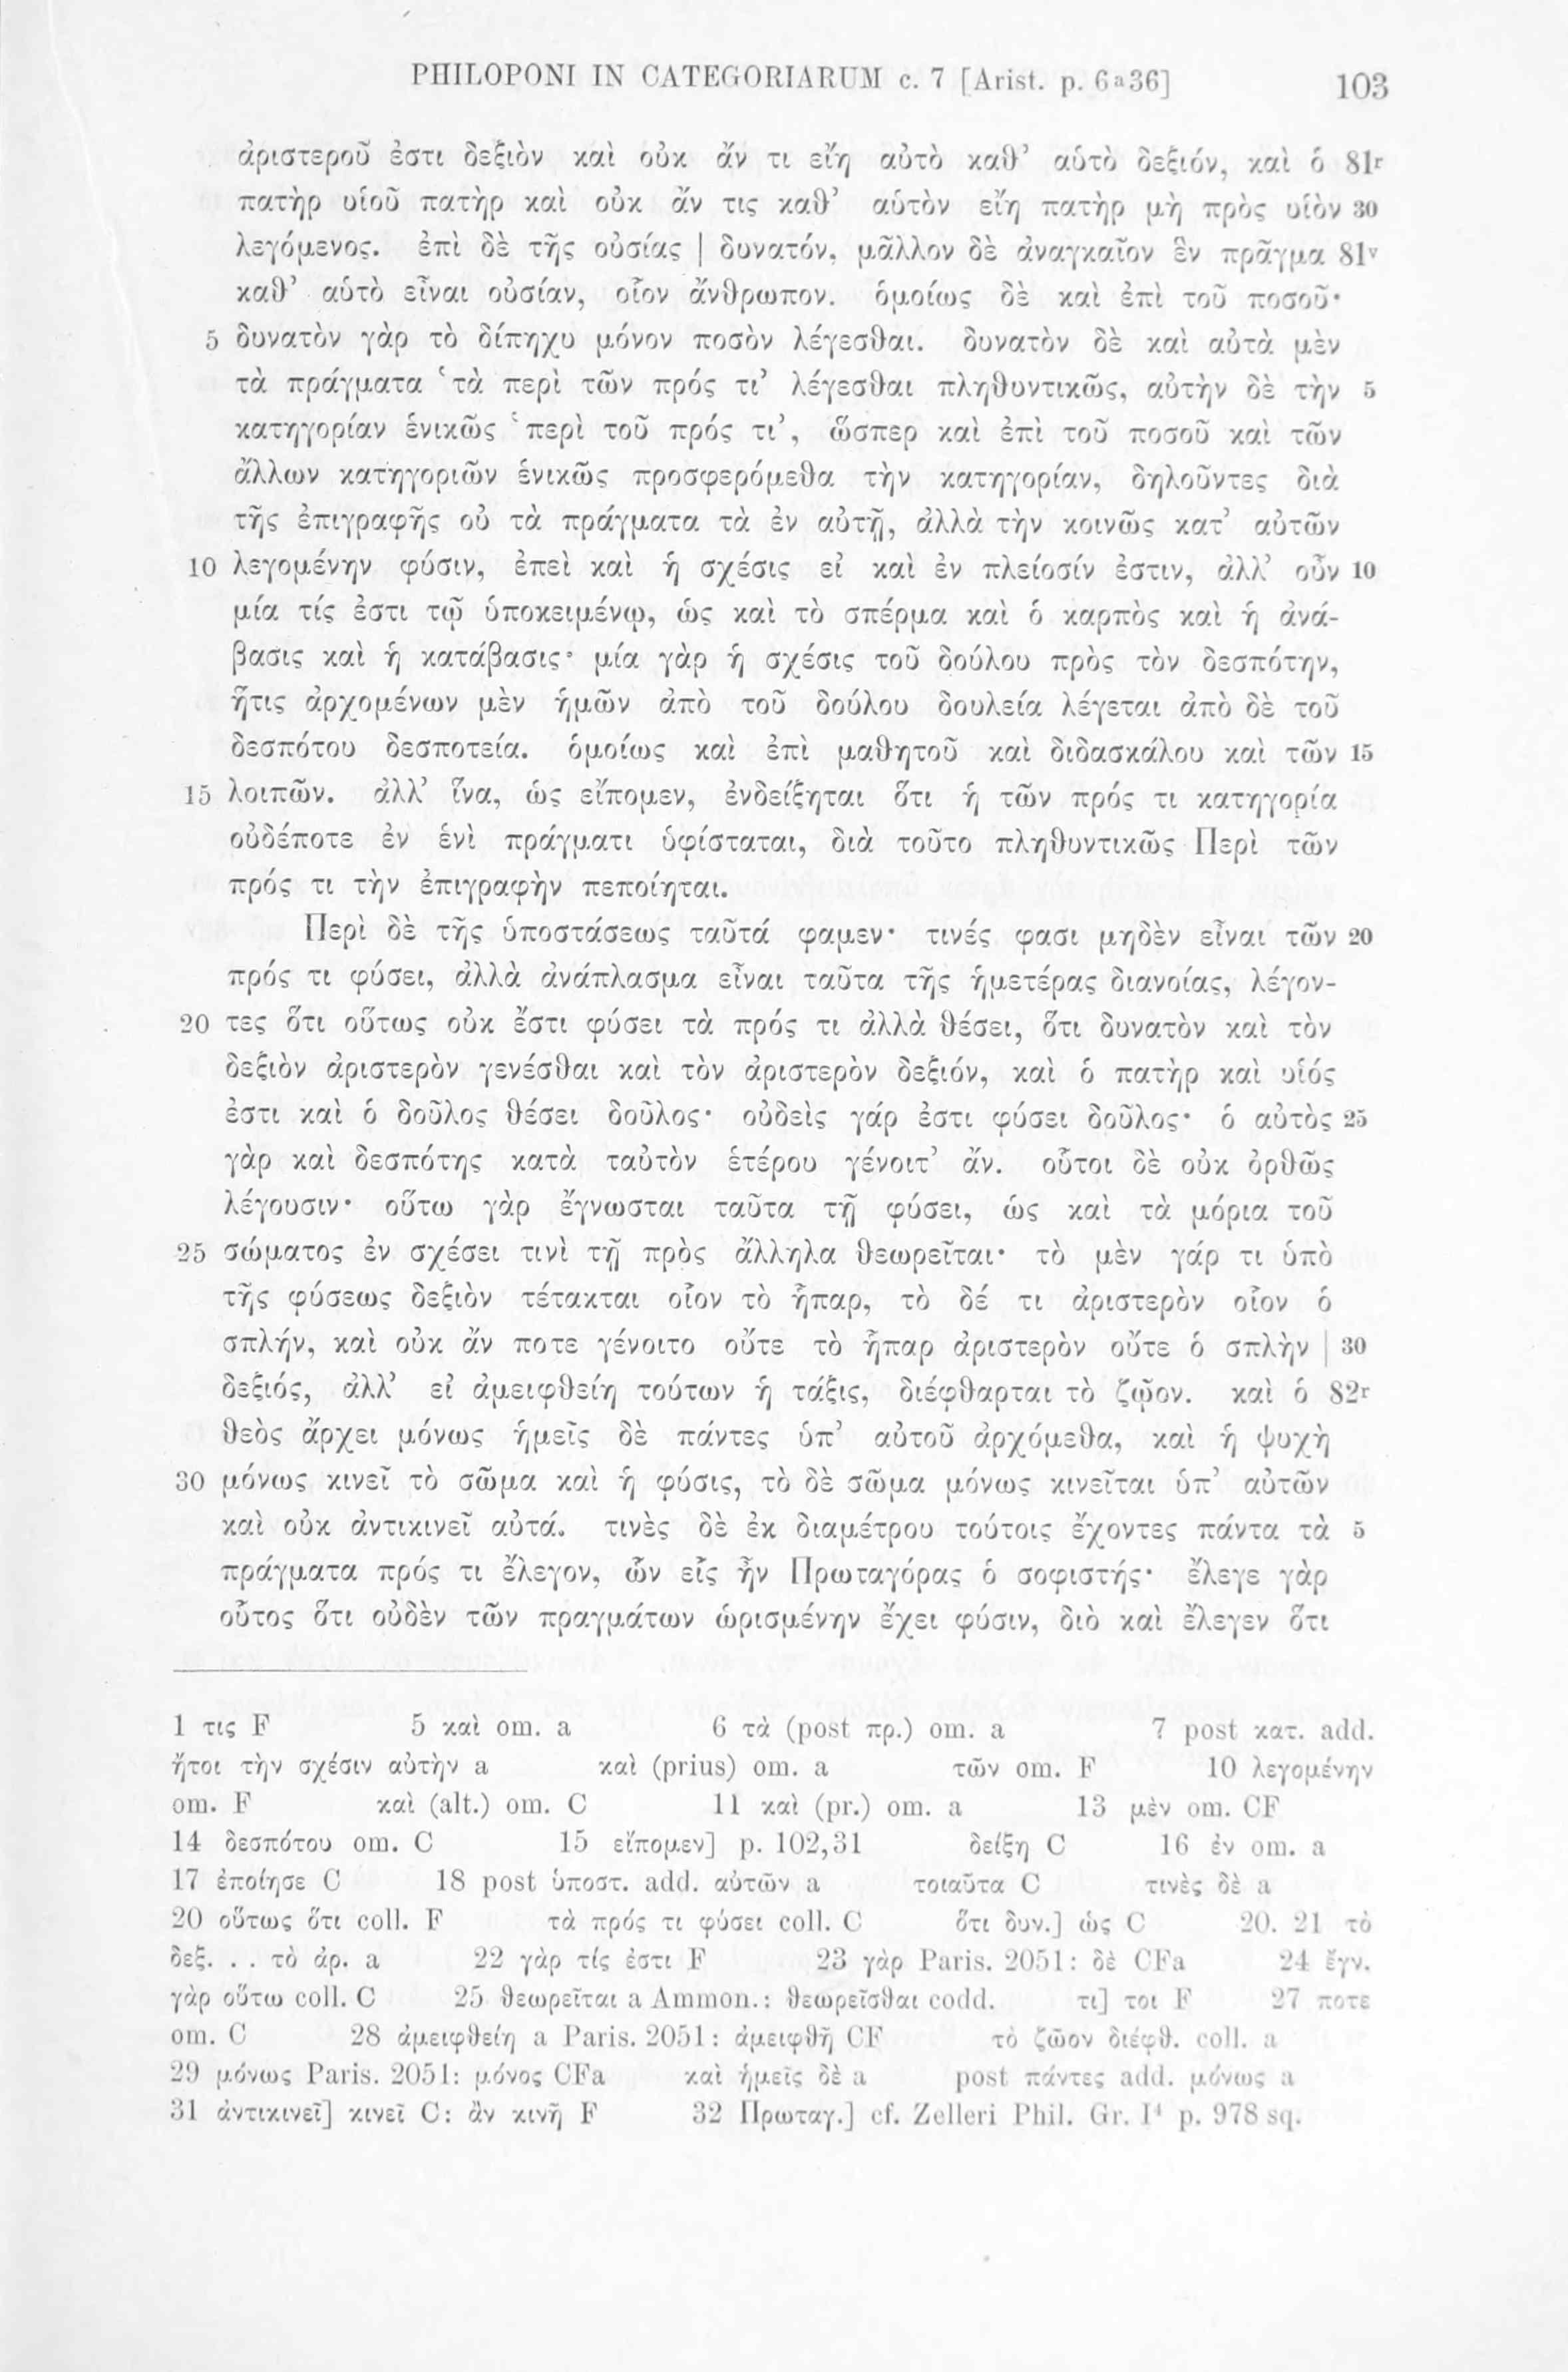 PHILOPONI IN CATEGORIARUM c. 7 [Arist. p. 6a36] 103
ἀριστεροῦ ἐστι δεξιὸν καὶ οὐκ ἄν τι εἴη αὐτὸ καθ’ αὑτὸ δεξιόν, καὶ ὁ 81r
πατὴρ υἱοῦ πατὴρ καὶ οὐκ ἄν τις καθ’ αὑτὸν εἴη πατὴρ μὴ πρὸς υἱὸν 30
λεγόμενος. ἐπὶ δὲ τῆς οὐσίας | δυνατόν, μᾶλλον δὲ ἀναγκαῖον ἓν πρᾶγμα 81v
καθ’ αὑτὸ εἶναι οὐσίαν, οἷον ἄνθρωπον. ὁμοίως δὲ καὶ ἐπὶ τοῦ ποσοῦ·
5 δυνατὸν γὰρ τὸ δίπηχυ μόνον ποσὸν λέγεσθαι. δυνατὸν δὲ καὶ αὐτὰ μὲν
τὰ πράγματα ‘τὰ περὶ τῶν πρός τι’ λέγεσθαι πληθυντικῶς, αὐτὴν δὲ τὴν 5
κατηγορίαν ἑνικῶς ‘περὶ τοῦ πρός τι’, ὥσπερ καὶ ἐπὶ τοῦ ποσοῦ καὶ τῶν
ἄλλων κατηγοριῶν ἑνικῶς προσφερόμεθα τὴν κατηγορίαν, δηλοῦντες διὰ
τῆς ἐπιγραφῆς οὐ τὰ πράγματα τὰ ἐν αὐτῇ, ἀλλὰ τὴν κοινῶς κατ’ αὐτῶν
10 λεγομένην φύσιν, ἐπεὶ καὶ ἡ σχέσις εἰ καὶ ἐν πλείοσίν ἐστιν, ἀλλ’ οὖν 10
μία τίς ἐστι τῷ ὑποκειμένῳ, ὡς καὶ τὸ σπέρμα καὶ ὁ καρπὸς καὶ ἡ ἀνά-
βασις καὶ ἡ κατάβασις· μία γὰρ ἡ σχέσις τοῦ δούλου πρὸς τὸν δεσπότην,
ἥτις ἀρχομένων μὲν ἡμῶν ἀπὸ τοῦ δούλου δουλεία λέγεται ἀπὸ δὲ τοῦ
δεσπότου δεσποτεία. ὁμοίως καὶ ἐπὶ μαθητοῦ καὶ διδασκάλου καὶ τῶν 15
15 λοιπῶν. ἀλλ’ ἵνα, ὡς εἴπομεν, ἐνδείξηται ὅτι ἡ τῶν πρός τι κατηγορία
οὐδέποτε ἐν ἑνὶ πράγματι ὑφίσταται, διὰ τοῦτο πληθυντικῶς Περὶ τῶν
πρός τι τὴν ἐπιγραφὴν πεποίηται.
Περὶ δὲ τῆς ὑποστάσεως ταῦτά φαμεν· τινές φασι μηδὲν εἶναι τῶν 20
πρός τι φύσει, ἀλλὰ ἀνάπλασμα εἶναι ταῦτα τῆς ἡμετέρας διανοίας, λέγον-
20 τες ὅτι οὕτως οὐκ ἔστι φύσει τὰ πρός τι ἀλλὰ θέσει, ὅτι δυνατὸν καὶ τὸν
δεξιὸν ἀριστερὸν γενέσθαι καὶ τὸν ἀριστερὸν δεξιόν, καὶ ὁ πατὴρ καὶ υἱός
ἐστι καὶ ὁ δοῦλος θέσει δοῦλος· οὐδεὶς γάρ ἐστι φύσει δοῦλος· ὁ αὐτὸς 25
γὰρ καὶ δεσπότης κατὰ ταὐτὸν ἑτέρου γένοιτ’ ἄν. οὗτοι δὲ οὐκ ὀρθῶς
λέγουσιν· οὕτω γὰρ ἔγνωσται ταῦτα τῇ φύσει, ὡς καὶ τὰ μόρια τοῦ
25 σώματος ἐν σχέσει τινὶ τῇ πρὸς ἄλληλα θεωρεῖται· τὸ μὲν γάρ τι ὑπὸ
τῆς φύσεως δεξιὸν τέτακται οἷον τὸ ἧπαρ, τὸ δέ τι ἀριστερὸν οἷον ὁ
σπλήν, καὶ οὐκ ἄν ποτε γένοιτο οὔτε τὸ ἧπαρ ἀριστερὸν οὔτε ὁ σπλὴν | 30
δεξιός, ἀλλ’ εἰ ἀμειφθείη τούτων ἡ τάξις, διέφθαρται τὸ ζῷον. καὶ ὁ 82r
θεὸς ἄρχει μόνως ἡμεῖς δὲ πάντες ὑπ’ αὐτοῦ ἀρχόμεθα, καὶ ἡ ψυχὴ
30 μόνως κινεῖ τὸ σῶμα καὶ ἡ φύσις, τὸ δὲ σῶμα μόνως κινεῖται ὑπ’ αὐτῶν
καὶ οὐκ ἀντικινεῖ αὐτά. τινὲς δὲ ἐκ διαμέτρου τούτοις ἔχοντες πάντα τὰ 5
πράγματα πρός τι ἔλεγον, ὧν εἷς ἦν Πρωταγόρας ὁ σοφιστής· ἔλεγε γὰρ
οὗτος ὅτι οὐδὲν τῶν πραγμάτων ὡρισμένην ἔχει φύσιν, διὸ καὶ ἔλεγεν ὅτι
1 τις F 5 καὶ om. a 6 τὰ (post πρ.) om. a 7 post κατ. add.
ἤτοι τὴν σχέσιν αὐτὴν a καὶ (prius) om. a τῶν om. F 10 λεγομένην
om. F καὶ (alt.) om. C 11 καὶ (pr.) om. a 13 μὲν om. CF
14 δεσπότου om. C 15 εἴπομεν] p. 102,31 δείξη C 16 ἐν om. a
17 ἐποίησε C 18 post ὑποστ. add. αὐτῶν a τοιαῦτα C τινὲς δὲ a
20 οὕτως ὅτι coll. F τὰ πρός τι φύσει coll. C ὅτι δυν.] ὡς C 20. 21 τὸ
δεξ. . . τὸ ἀρ. a 22 γὰρ τίς ἐστι F 23 γὰρ Paris. 2051: δὲ CFa 24 ἔγν.
γὰρ οὕτω coll. C 25 θεωρεῖται a Ammon.: θεωρεῖσθαι codd. τι] τοι F 27 ποτε
om. C 28 ἀμειφθείη a Paris. 2051: ἀμειφθῆ CF τὸ ζῶον διέφθ. coll. a
29 μόνως Paris. 2051: μόνος CFa καὶ ἡμεῖς δὲ a post πάντες add. μόνως a
31 ἀντικινεῖ] κινεῖ C: ἂν κινῆ F 32 Πρωταγ.] cf. Zelleri Phil. Gr. I4 p. 978 sq.